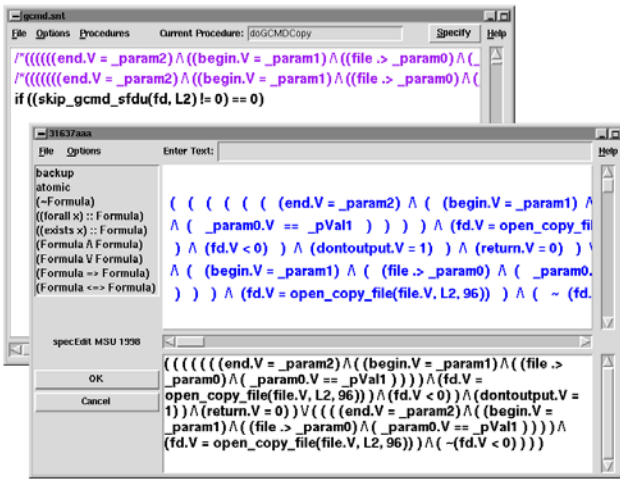 gcmd.snt
File Options Procedures Current Procedure: doGCMDCopy Specify Help
/*((((((end.V = _param2) /\ ((begin.V = _param1) /\ ((file .> _param0) /\ (_
/*((((((end.V = _param2) /\ ((begin.V = _param1) /\ ((file .> _param0) /\ (
if ((skip_gcmd_sfdu(fd, L2) != 0) == 0)
31637aaa
File Options Enter Text: Help
backup
atomic
(~Formula)
((forall x) :: Formula)
((exists x) :: Formula)
(Formula /\ Formula)
(Formula \/ Formula)
(Formula => Formula)
(Formula <=> Formula)
specEdit MSU 1998
OK
Cancel
( ( ( ( ( ( (end.V = _param2) /\ ( (begin.V = _param1) /\
/\ ( _param0.V == _pVal1 ) ) ) ) /\ (fd.V = open_copy_fil
) /\ (fd.V < 0) ) /\ (dontoutput.V = 1) ) /\ (return.V = 0) ) \/
/\ ( (begin.V = _param1) /\ ( (file .> _param0) /\ ( _param0.
) ) ) /\ (fd.V = open_copy_file(file.V, L2, 96)) ) /\ ( ~ (fd.
( ( ( ( ( ( (end.V = _param2) /\ ( (begin.V = _param1) /\ ( (file .>
_param0) /\ ( _param0.V == _pVal1 ) ) ) ) /\ (fd.V =
open_copy_file(file.V, L2, 96)) ) /\ (fd.V < 0) ) /\ (dontoutput.V =
1) ) /\ (return.V = 0) ) \/ ( ( ( (end.V = _param2) /\ ( (begin.V =
_param1) /\ ( (file .> _param0) /\ ( _param0.V == _pVal1 ) ) ) ) /\
(fd.V = open_copy_file(file.V, L2, 96)) ) /\ ( ~(fd.V < 0) ) ) )